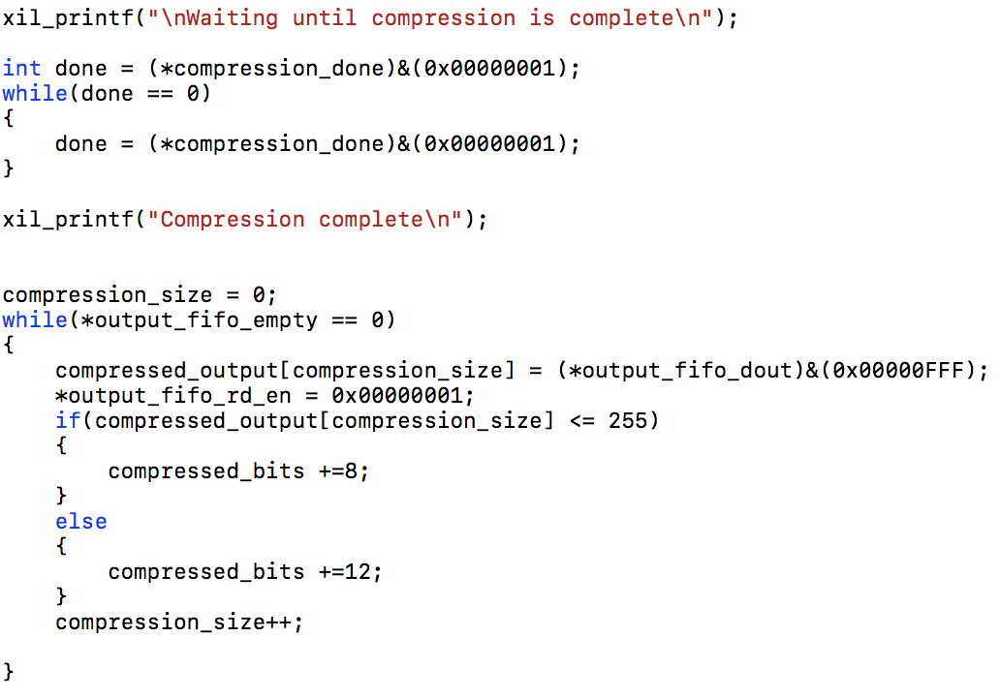 xil_printf("\nWaiting until compression is complete\n");
int done = (*compression_done)&(0x00000001);
while(done == 0)
{
    done = (*compression_done)&(0x00000001);
}
xil_printf("Compression complete\n");
compression_size = 0;
while(*output_fifo_empty == 0)
{
    compressed_output[compression_size] = (*output_fifo_dout)&(0x00000FFF);
    *output_fifo_rd_en = 0x00000001;
    if(compressed_output[compression_size] <= 255)
    {
        compressed_bits +=8;
    }
    else
    {
        compressed_bits +=12;
    }
    compression_size++;
}